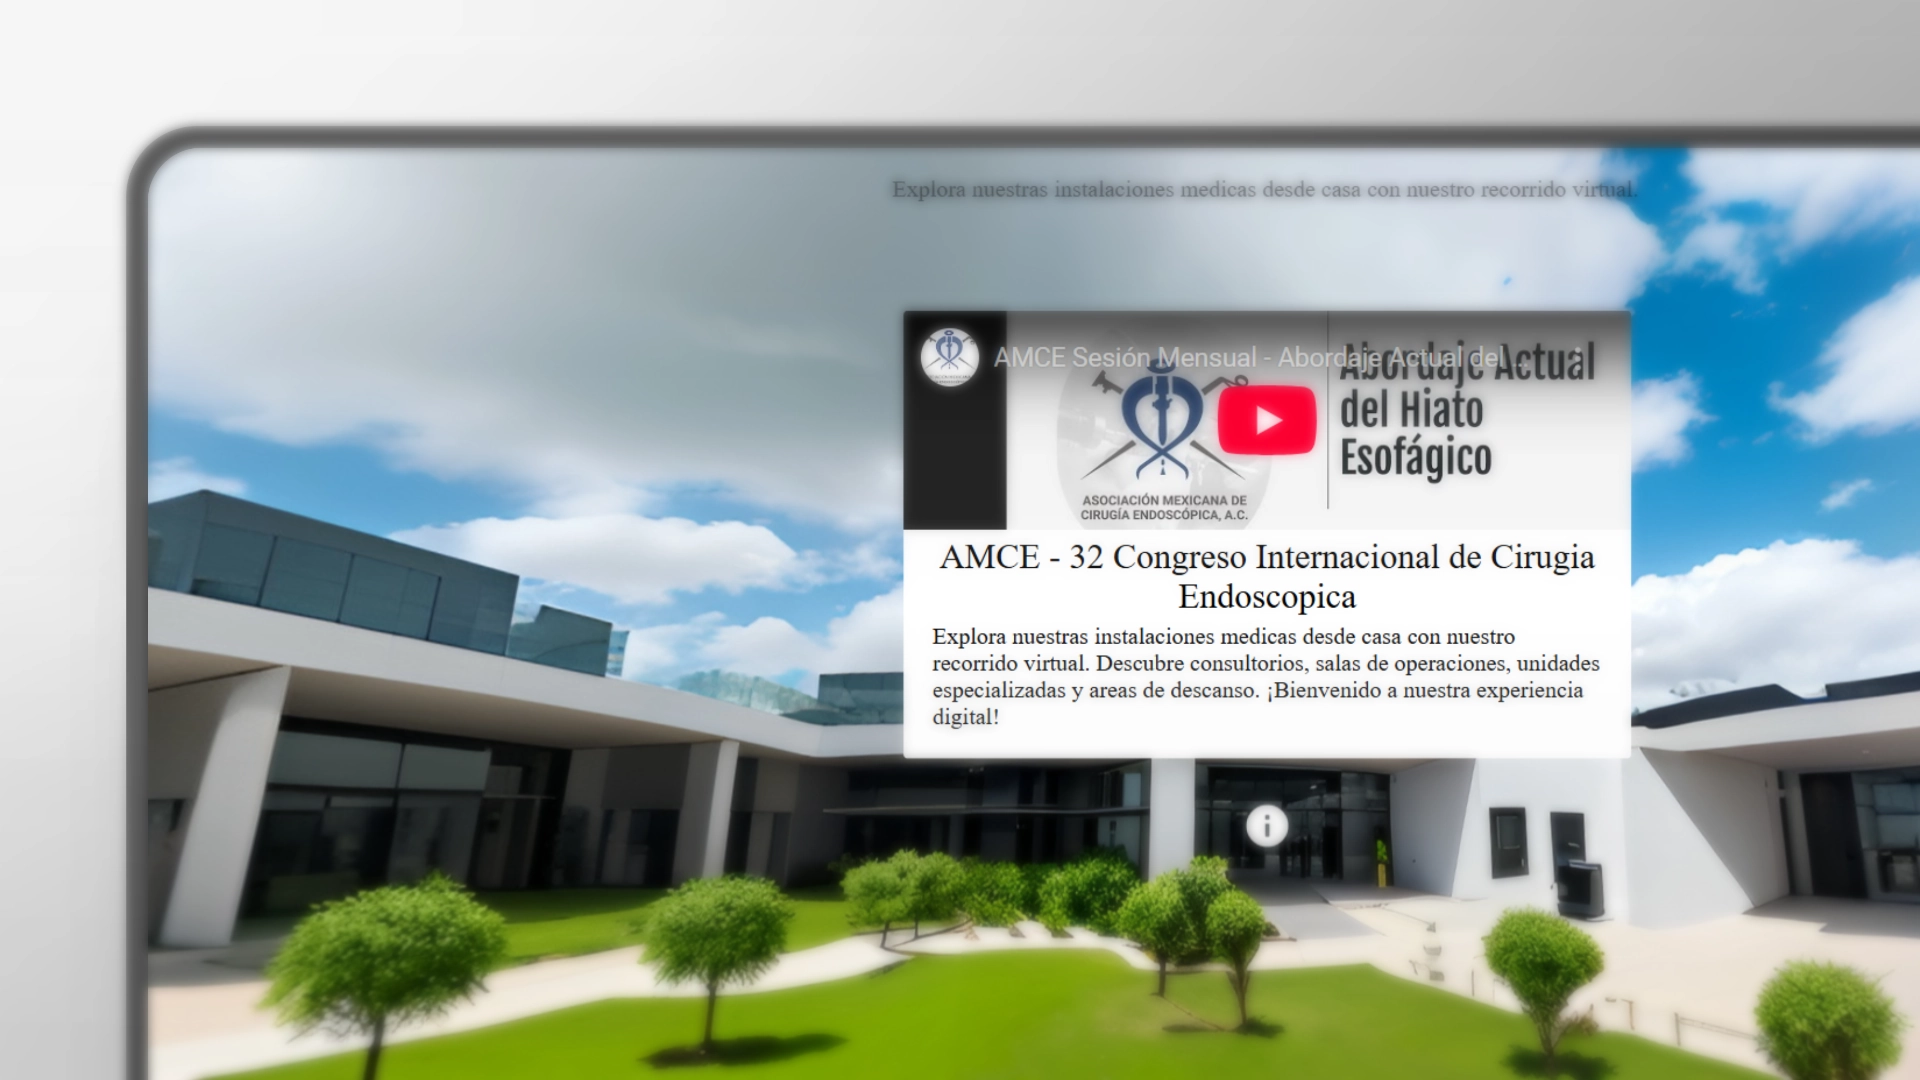 Explora nuestras instalaciones medicas desde casa con nuestro recorrido virtual.
AMCE Sesión Mensual - Abordaje Actual del ...
Abordaje Actual
del Hiato
Esofágico
ASOCIACIÓN MEXICANA DE
CIRUGÍA ENDOSCÓPICA, A.C.
AMCE - 32 Congreso Internacional de Cirugia
Endoscopica
Explora nuestras instalaciones medicas desde casa con nuestro
recorrido virtual. Descubre consultorios, salas de operaciones, unidades
especializadas y areas de descanso. ¡Bienvenido a nuestra experiencia
digital!